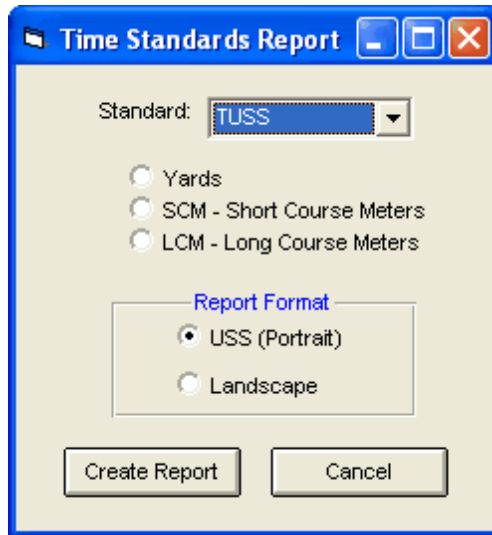 Time Standards Report
Standard: TUSS
Yards
SCM - Short Course Meters
LCM - Long Course Meters
Report Format
USS (Portrait)
Landscape
Create Report Cancel